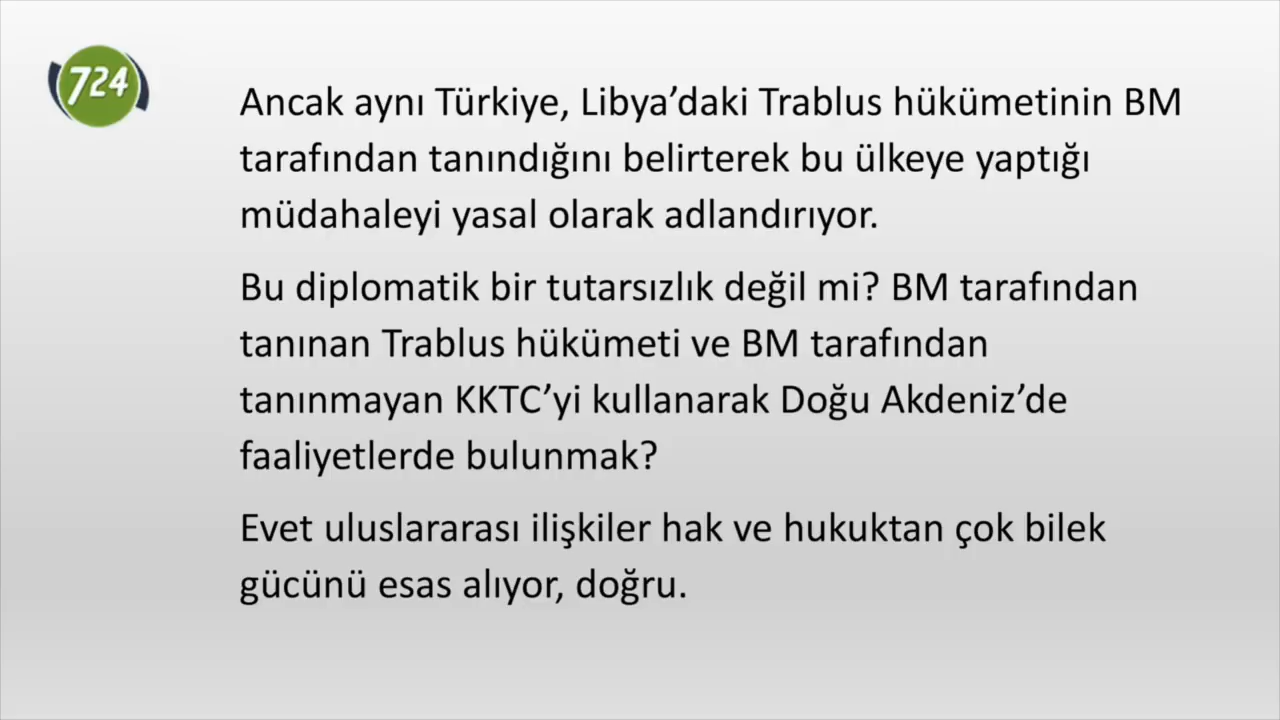 724
Ancak aynı Türkiye, Libya’daki Trablus hükümetinin BM
tarafından tanındığını belirterek bu ülkeye yaptığı
müdahaleyi yasal olarak adlandırıyor.
Bu diplomatik bir tutarsızlık değil mi? BM tarafından
tanınan Trablus hükümeti ve BM tarafından
tanınmayan KKTC’yi kullanarak Doğu Akdeniz’de
faaliyetlerde bulunmak?
Evet uluslararası ilişkiler hak ve hukuktan çok bilek
gücünü esas alıyor, doğru.